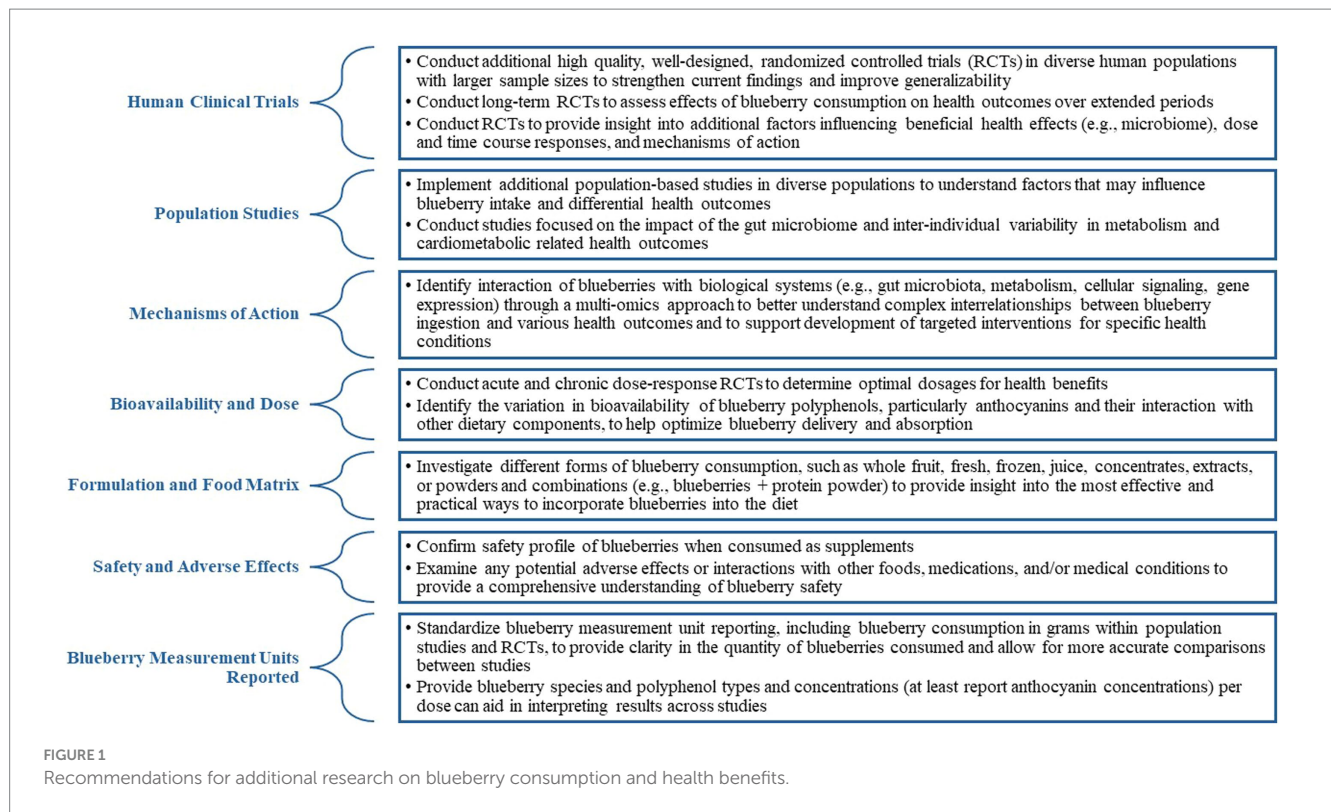 Human Clinical Trials
• Conduct additional high quality, well-designed, randomized controlled trials (RCTs) in diverse human populations
with larger sample sizes to strengthen current findings and improve generalizability
• Conduct long-term RCTs to assess effects of blueberry consumption on health outcomes over extended periods
• Conduct RCTs to provide insight into additional factors influencing beneficial health effects (e.g., microbiome), dose
and time course responses, and mechanisms of action
Population Studies
• Implement additional population-based studies in diverse populations to understand factors that may influence
blueberry intake and differential health outcomes
• Conduct studies focused on the impact of the gut microbiome and inter-individual variability in metabolism and
cardiometabolic related health outcomes
Mechanisms of Action
• Identify interaction of blueberries with biological systems (e.g., gut microbiota, metabolism, cellular signaling, gene
expression) through a multi-omics approach to better understand complex interrelationships between blueberry
ingestion and various health outcomes and to support development of targeted interventions for specific health
conditions
Bioavailability and Dose
• Conduct acute and chronic dose-response RCTs to determine optimal dosages for health benefits
• Identify the variation in bioavailability of blueberry polyphenols, particularly anthocyanins and their interaction with
other dietary components, to help optimize blueberry delivery and absorption
Formulation and Food Matrix
• Investigate different forms of blueberry consumption, such as whole fruit, fresh, frozen, juice, concentrates, extracts,
or powders and combinations (e.g., blueberries + protein powder) to provide insight into the most effective and
practical ways to incorporate blueberries into the diet
Safety and Adverse Effects
• Confirm safety profile of blueberries when consumed as supplements
• Examine any potential adverse effects or interactions with other foods, medications, and/or medical conditions to
provide a comprehensive understanding of blueberry safety
Blueberry Measurement Units
Reported
• Standardize blueberry measurement unit reporting, including blueberry consumption in grams within population
studies and RCTs, to provide clarity in the quantity of blueberries consumed and allow for more accurate comparisons
between studies
• Provide blueberry species and polyphenol types and concentrations (at least report anthocyanin concentrations) per
dose can aid in interpreting results across studies
FIGURE 1
Recommendations for additional research on blueberry consumption and health benefits.